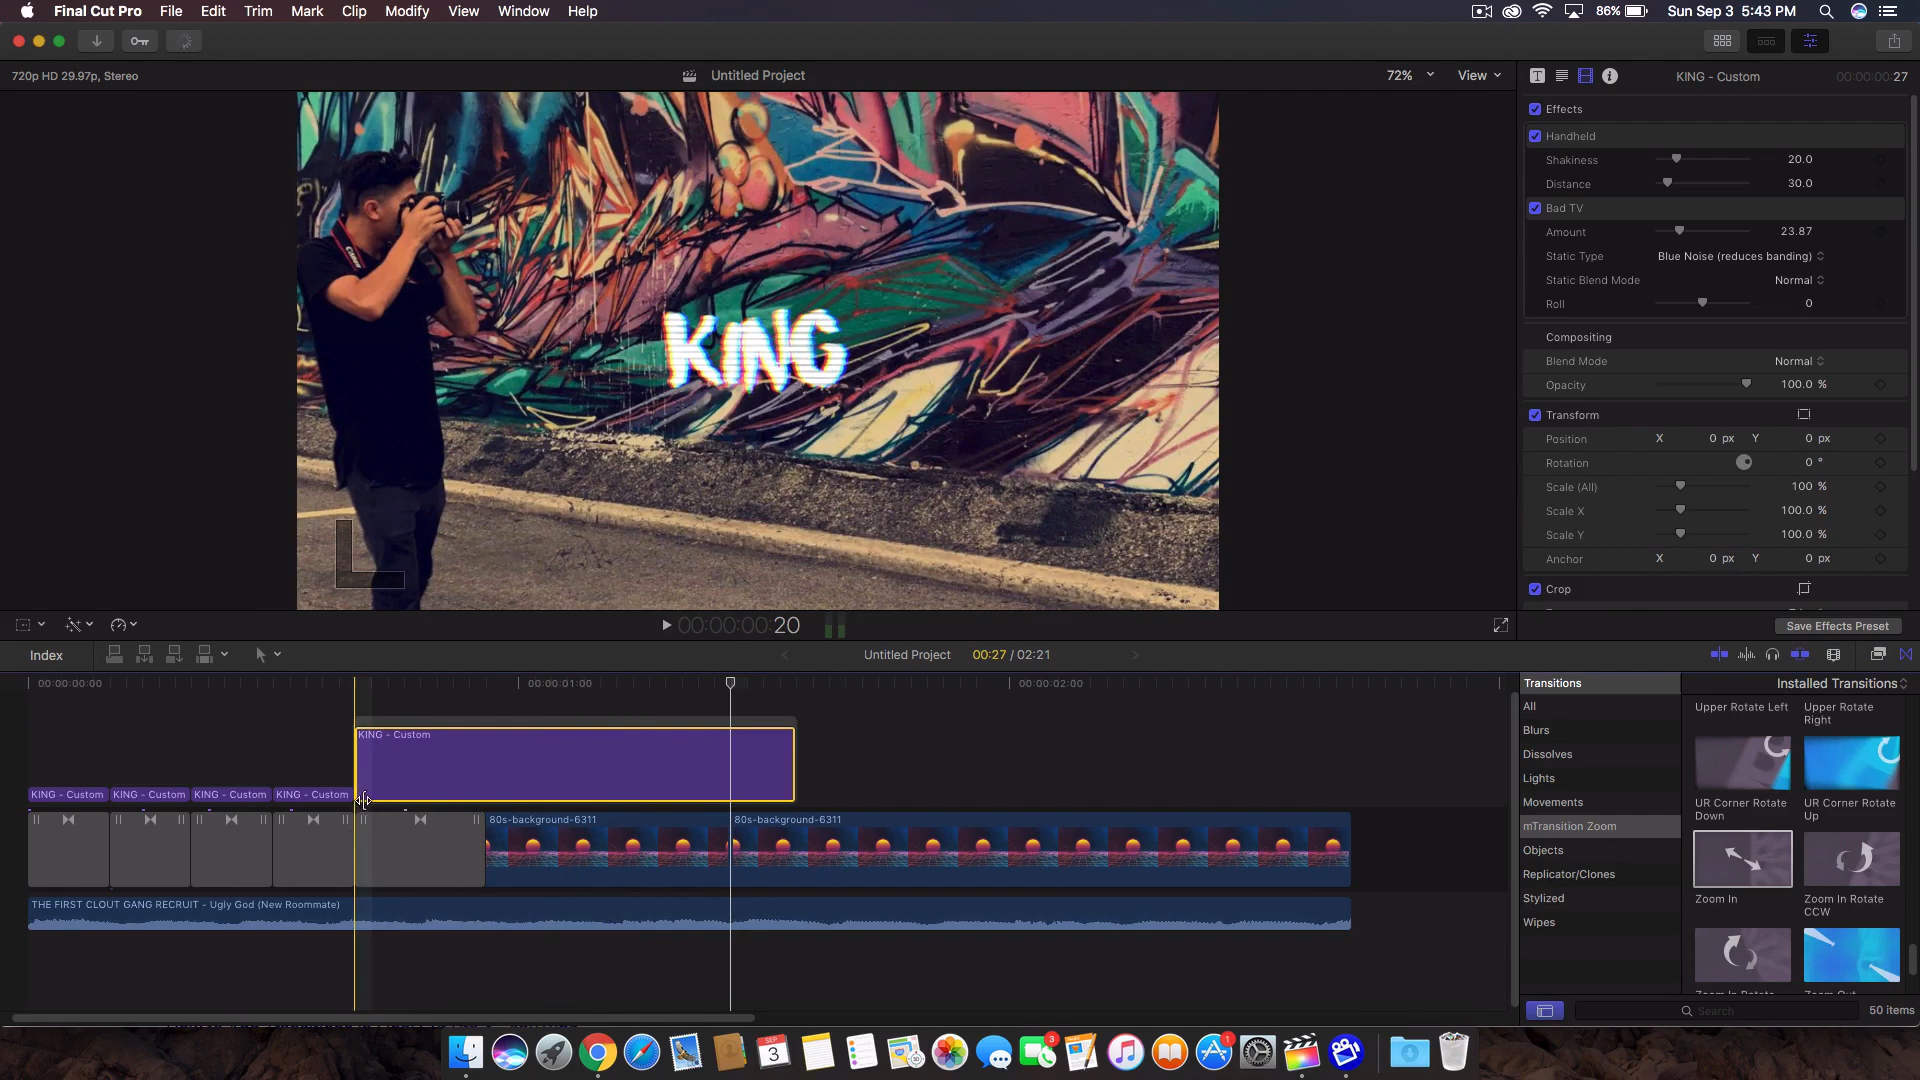 Final Cut Pro File Edit Trim Mark Clip Modify View Window Help 86% Sun Sep 3 5:43 PM
720p HD 29.97p, Stereo Untitled Project 72% View KING - Custom 00:00:00:27
Effects
Handheld
Shakiness 20.0
Distance 30.0
Bad TV
Amount 23.87
Static Type Blue Noise (reduces banding)
Static Blend Mode Normal
Roll 0
Compositing
Blend Mode Normal
Opacity 100.0 %
Transform
Position X 0 px Y 0 px
Rotation 0 °
Scale (All) 100 %
Scale X 100.0 %
Scale Y 100.0 %
Anchor X 0 px Y 0 px
Crop
KING
00:00:00:20
Save Effects Preset
Index Untitled Project 00:27 / 02:21
00:00:00:00 00:00:01:00 00:00:02:00
KING - Custom
KING - Custom KING - Custom KING - Custom KING - Custom
80s-background-6311 80s-background-6311
THE FIRST CLOUT GANG RECRUIT - Ugly God (New Roommate)
Transitions Installed Transitions
All
Blurs
Dissolves
Lights
Movements
mTransition Zoom
Objects
Replicator/Clones
Stylized
Wipes
Upper Rotate Left Upper Rotate Right
UR Corner Rotate Down UR Corner Rotate Up
Zoom In Zoom In Rotate CCW
Search 50 items
SEP
3
3
1